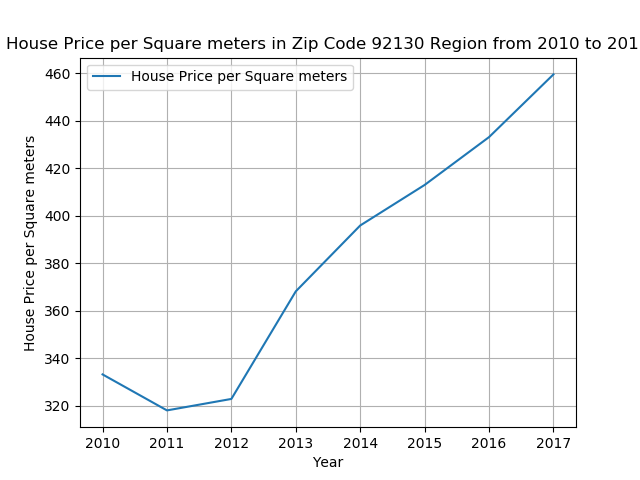 House Price per Square meters in Zip Code 92130 Region from 2010 to 201
House Price per Square meters
460
440
420
400
380
360
340
320
House Price per Square meters
2010 2011 2012 2013 2014 2015 2016 2017
Year